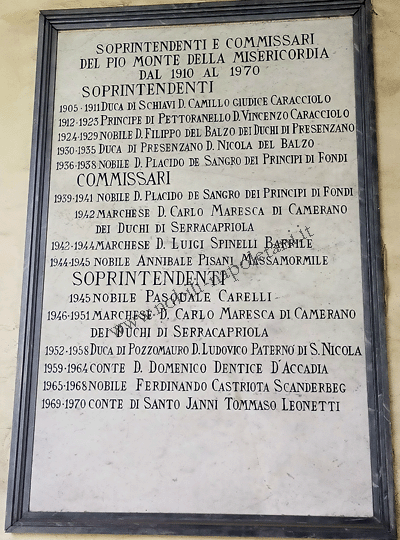 SOPRINTENDENTI E COMMISSARI
DEL PIO MONTE DELLA MISERICORDIA
DAL 1910 AL 1970
SOPRINTENDENTI
1905-1911 DUCA DI SCHIAVI D. CAMILLO GIUDICE CARACCIOLO
1912-1923 PRINCIPE DI PETTORANELLO D. VINCENZO CARACCIOLO
1924-1929 NOBILE D. FILIPPO DEL BALZO DEI DUCHI DI PRESENZANO
1930-1935 DUCA DI PRESENZANO D. NICOLA DEL BALZO
1936-1938 NOBILE D. PLACIDO DE SANGRO DEI PRINCIPI DI FONDI
COMMISSARI
1939-1941 NOBILE D. PLACIDO DE SANGRO DEI PRINCIPI DI FONDI
1942 MARCHESE D. CARLO MARESCA DI CAMERANO
DEI DUCHI DI SERRACAPRIOLA
1942-1944 MARCHESE D. LUIGI SPINELLI BARRILE
1944-1945 NOBILE ANNIBALE PISANI MASSAMORMILE
SOPRINTENDENTI
1945 NOBILE PASQUALE CARELLI
1946-1951 MARCHESE D. CARLO MARESCA DI CAMERANO
DEI DUCHI DI SERRACAPRIOLA
1952-1958 DUCA DI POZZOMAURO D. LUDOVICO PATERNO' DI S. NICOLA
1959-1964 CONTE D. DOMENICO DENTICE D'ACCADIA
1965-1968 NOBILE FERDINANDO CASTRIOTA SCANDERBEG
1969-1970 CONTE DI SANTO JANNI TOMMASO LEONETTI
www.nobili-napoletani.it